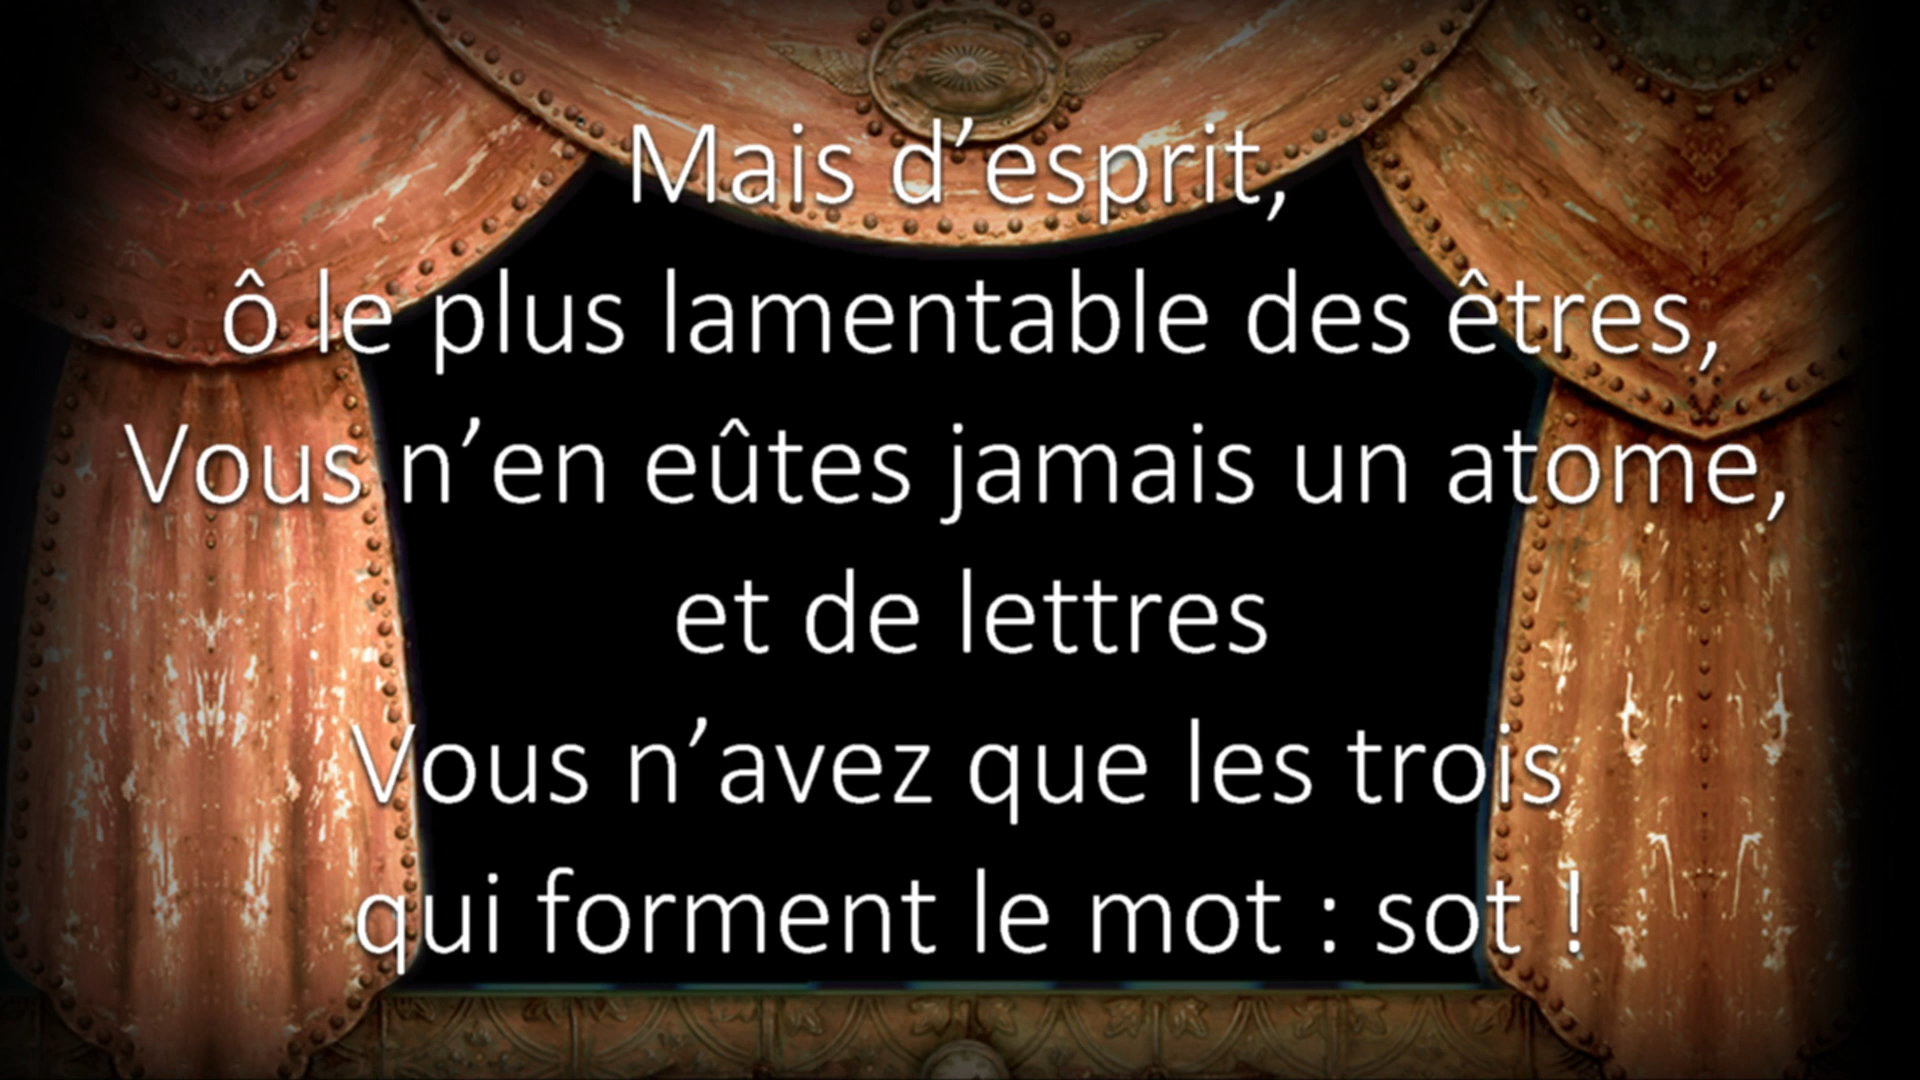 Mais d’esprit,
ô le plus lamentable des êtres,
Vous n’en eûtes jamais un atome,
et de lettres
Vous n’avez que les trois
qui forment le mot : sot !